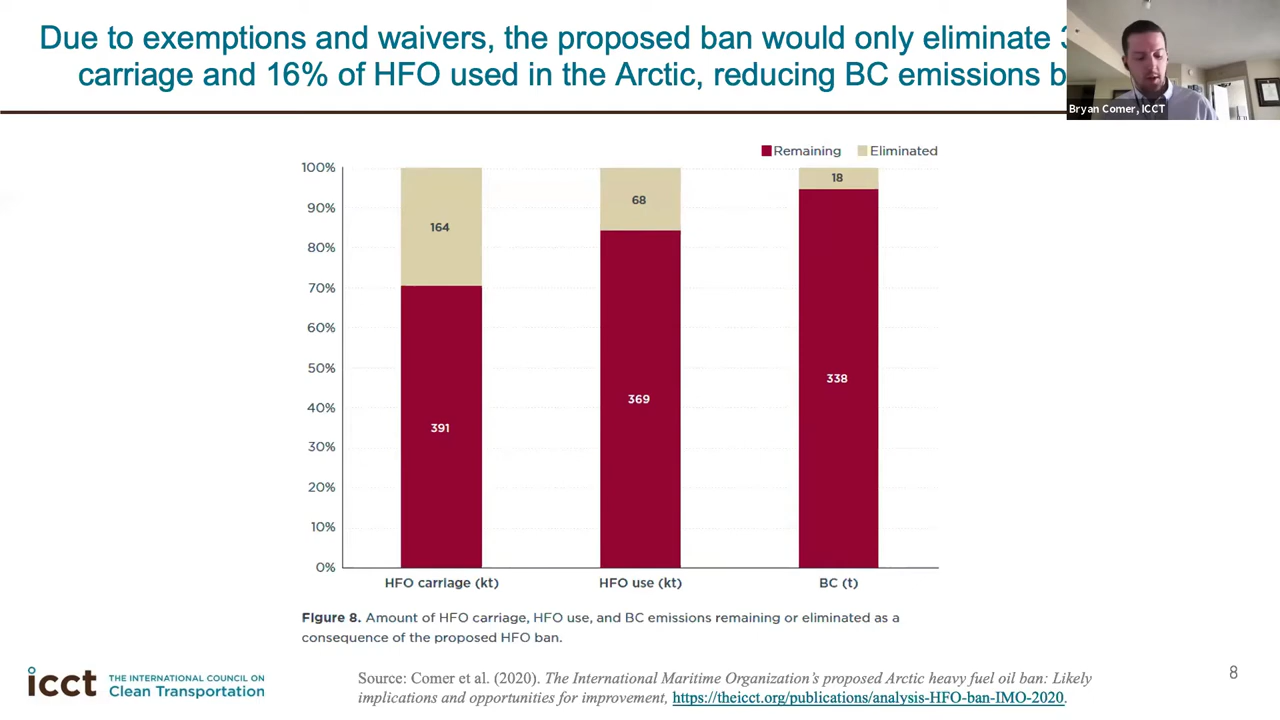 Due to exemptions and waivers, the proposed ban would only eliminate
carriage and 16% of HFO used in the Arctic, reducing BC emissions
Bryan Comer, ICCT
Remaining Eliminated
100%
90%
80%
70%
60%
50%
40%
30%
20%
10%
0%
164
391
68
369
18
338
HFO carriage (kt) HFO use (kt) BC (t)
Figure 8. Amount of HFO carriage, HFO use, and BC emissions remaining or eliminated as a
consequence of the proposed HFO ban.
icct THE INTERNATIONAL COUNCIL ON
Clean Transportation
Source: Comer et al. (2020). The International Maritime Organization's proposed Arctic heavy fuel oil ban: Likely
implications and opportunities for improvement, https://theicct.org/publications/analysis-HFO-ban-IMO-2020.
8